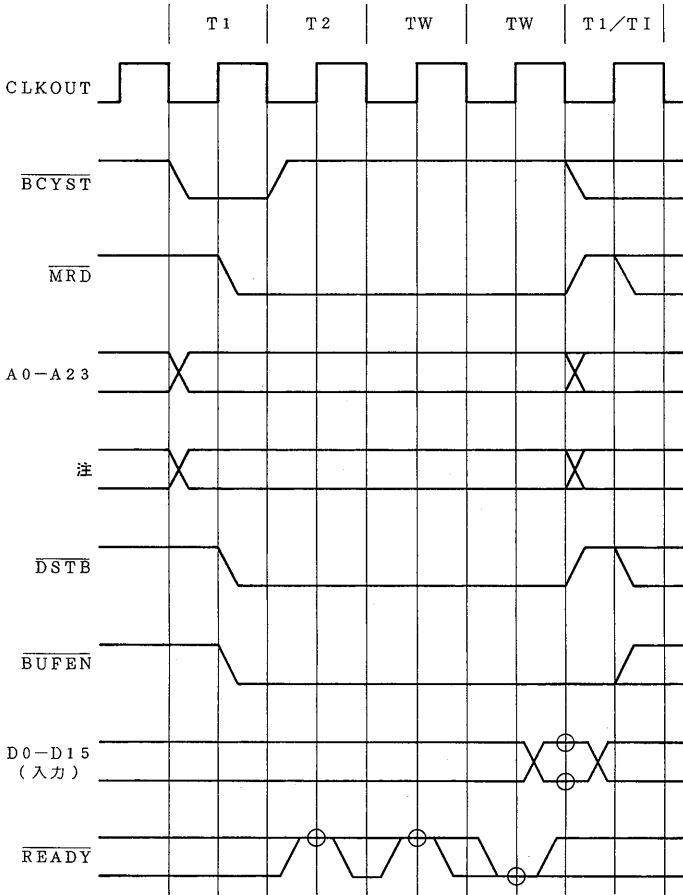 T1 T2 TW TW T1/TI
CLKOUT
BCYST
MRD
A0-A23
注
DSTB
BUFEN
D0-D15
(入力)
READY